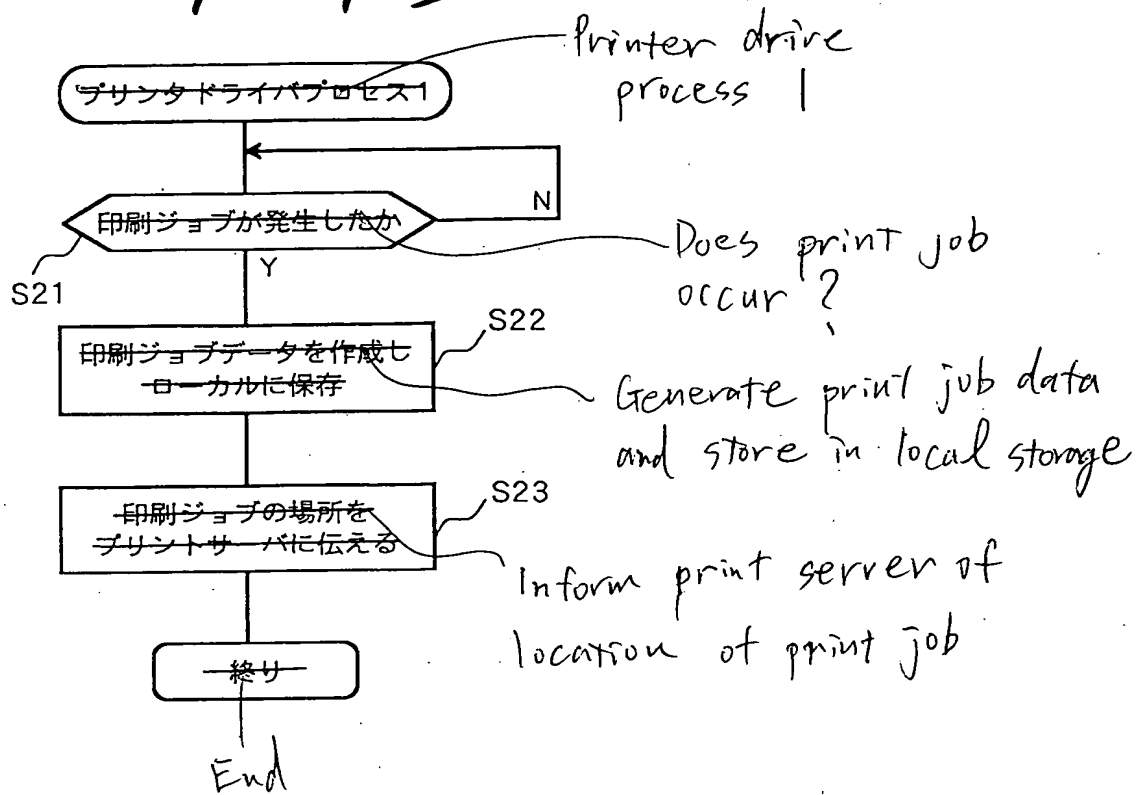 Printer drive
process 1
プリンタドライバプロセス1
N
印刷ジョブが発生したか
Does print job
occur?
Y
S21
S22
印刷ジョブデータを作成し
ローカルに保存
Generate print job data
and store in local storage
S23
印刷ジョブの場所を
プリントサーバに伝える
Inform print server of
location of print job
終り
End